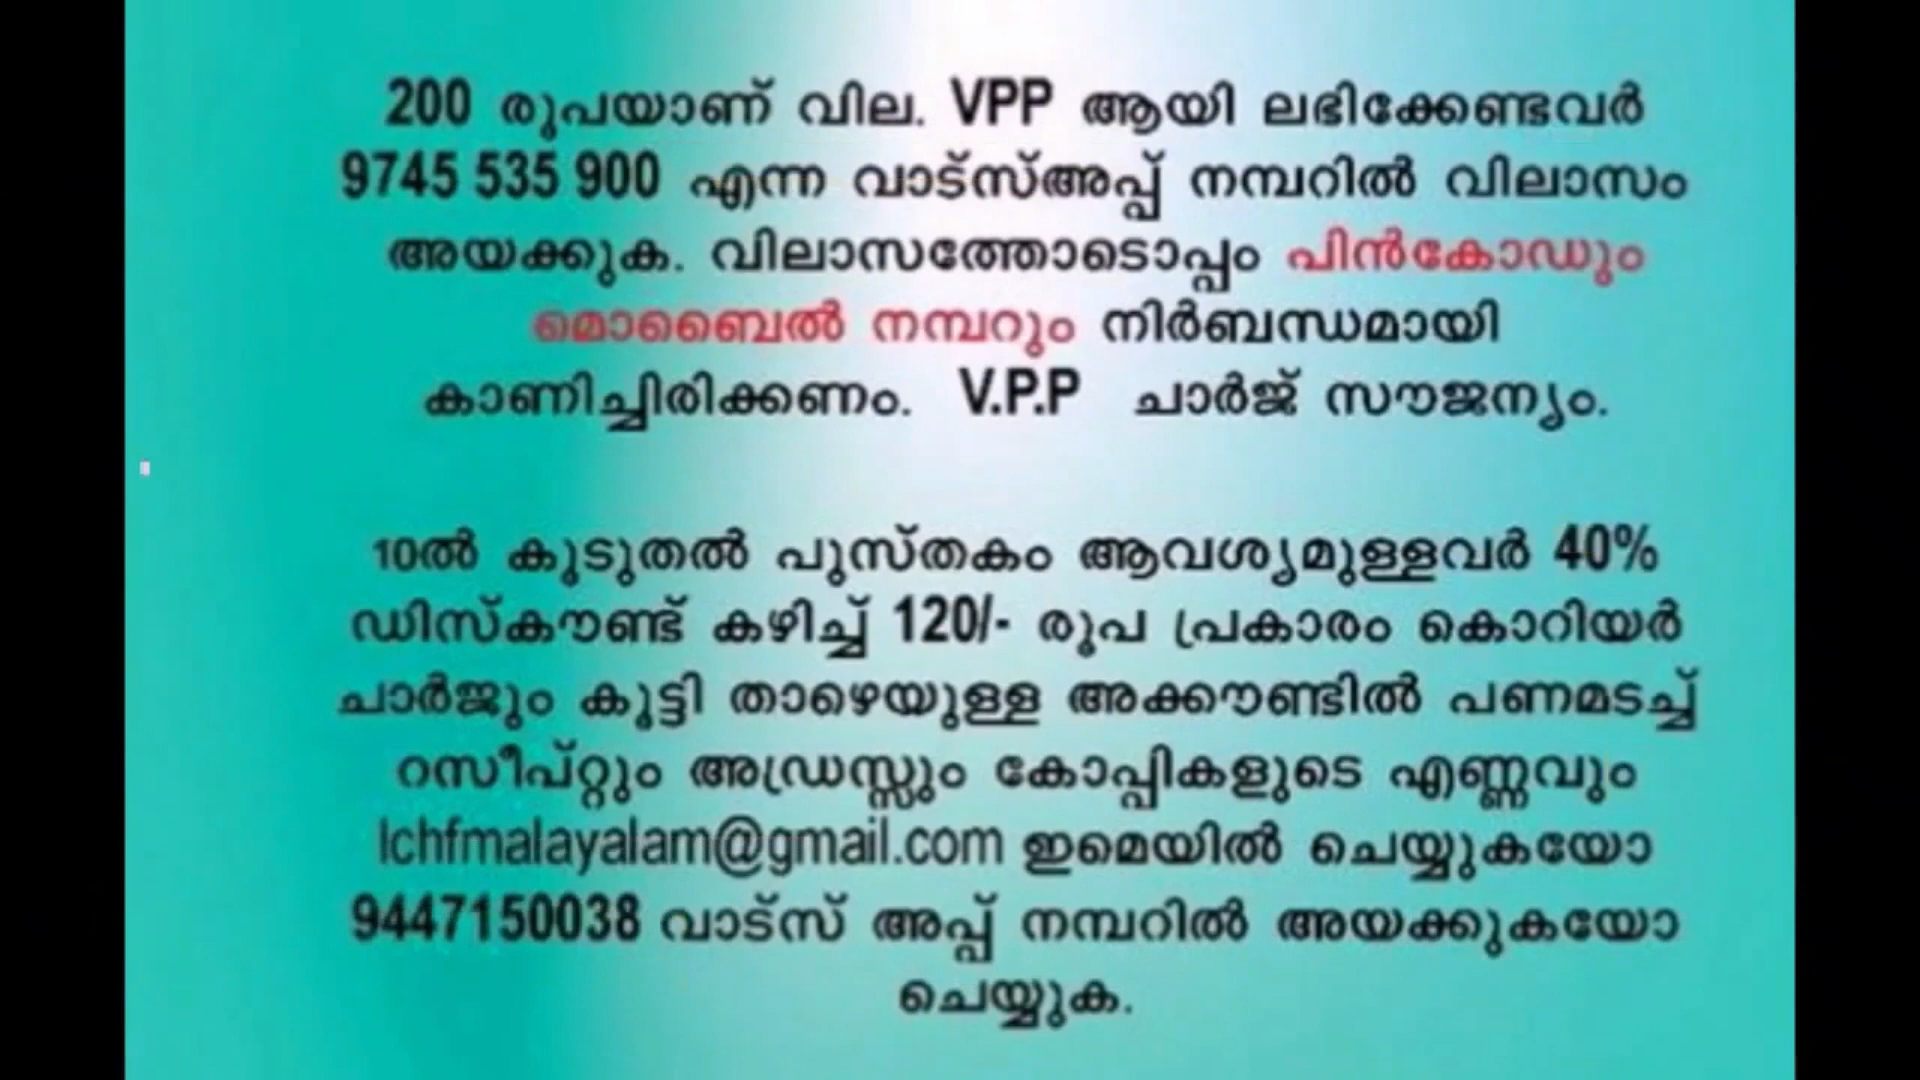 200 രൂപയാണ് വില. VPP ആയി ലഭിക്കേണ്ടവർ
9745 535 900 എന്ന വാട്സ്അപ്പ് നമ്പറിൽ വിലാസം
അയക്കുക. വിലാസത്തോടൊപ്പം പിൻകോഡും
മൊബൈൽ നമ്പറും നിർബന്ധമായി
കാണിച്ചിരിക്കണം. V.P.P ചാർജ് സൗജന്യം.
10ൽ കൂടുതൽ പുസ്തകം ആവശ്യമുള്ളവർ 40%
ഡിസ്കൗണ്ട് കഴിച്ച് 120/- രൂപ പ്രകാരം കൊറിയർ
ചാർജും കൂട്ടി താഴെയുള്ള അക്കൗണ്ടിൽ പണമടച്ച്
റസീപ്റ്റും അഡ്രസ്സും കോപ്പികളുടെ എണ്ണവും
lchfmalayalam@gmail.com ഇമെയിൽ ചെയ്യുകയോ
9447150038 വാട്സ് അപ്പ് നമ്പറിൽ അയക്കുകയോ
ചെയ്യുക.